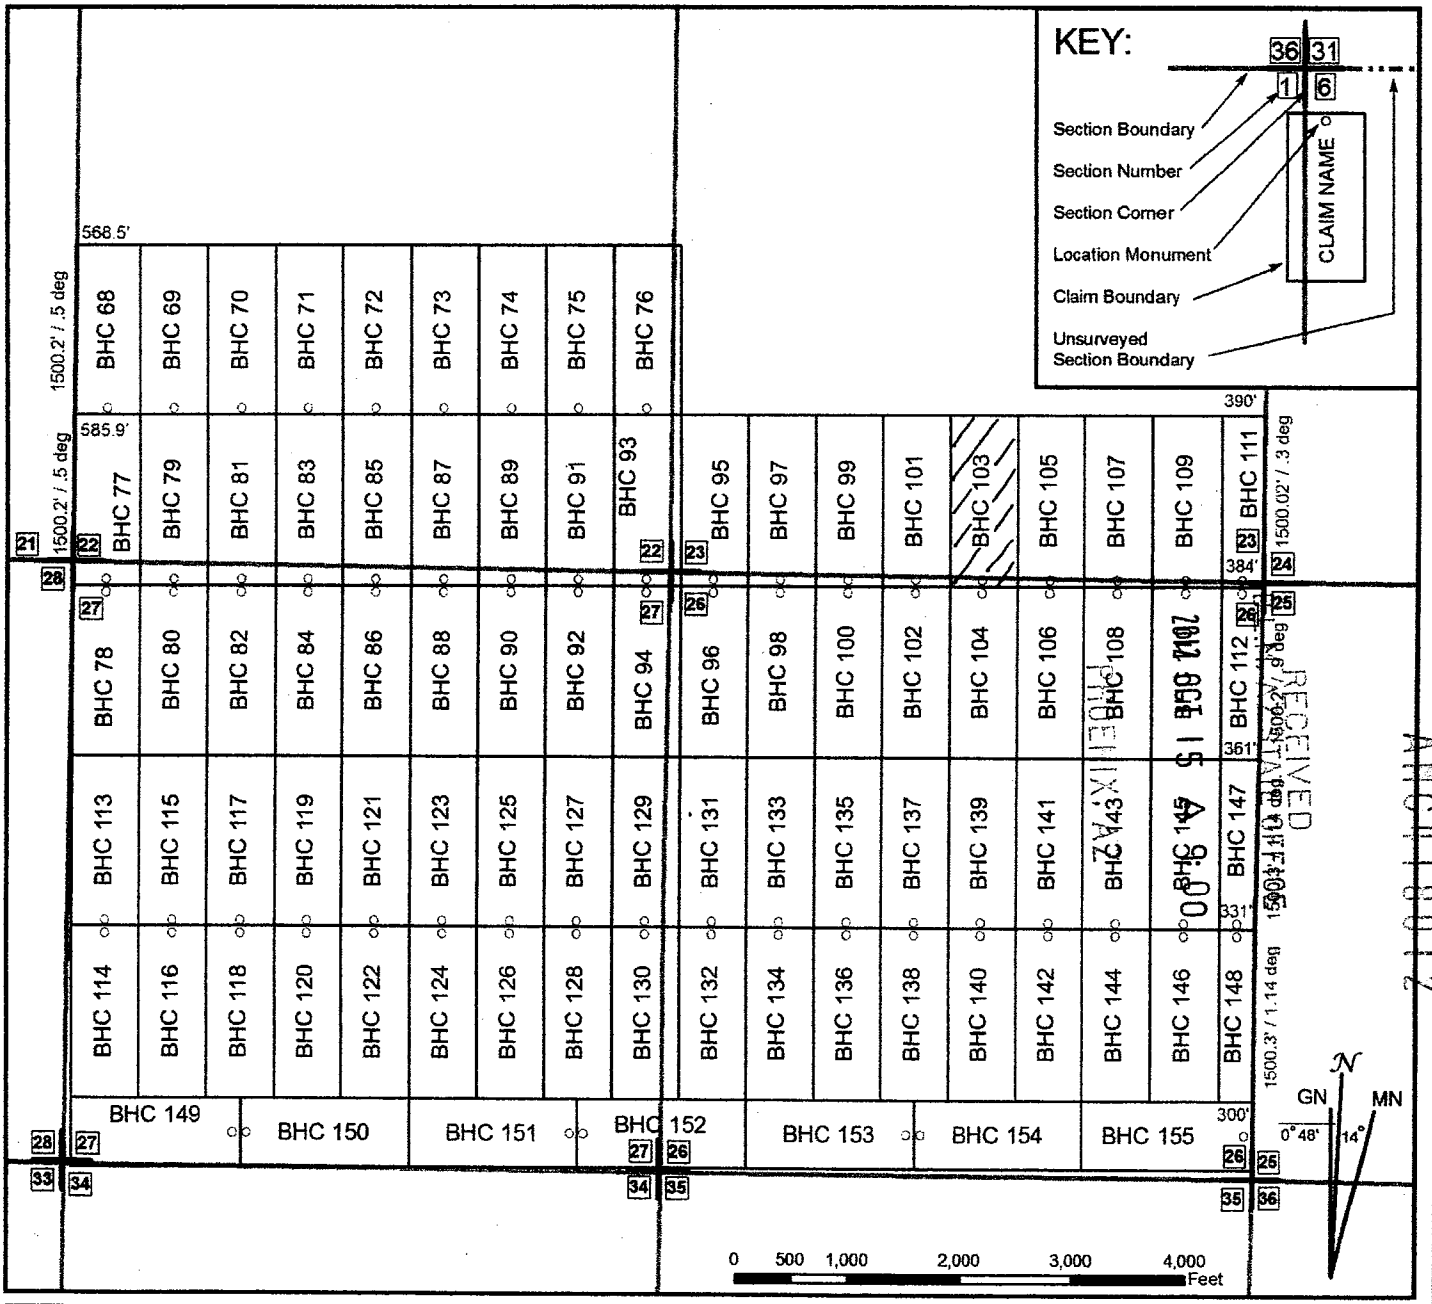 KEY:
36 31
1 6
Section Boundary
Section Number
Section Corner
Location Monument
Claim Boundary
Unsurveyed
Section Boundary
CLAIM NAME
568.5'
1500.2' / .5 deg
BHC 68 BHC 69 BHC 70 BHC 71 BHC 72 BHC 73 BHC 74 BHC 75 BHC 76
390'
585.9'
1500.2' / .5 deg
BHC 77 BHC 79 BHC 81 BHC 83 BHC 85 BHC 87 BHC 89 BHC 91 BHC 93 BHC 95 BHC 97 BHC 99 BHC 101 BHC 103 BHC 105 BHC 107 BHC 109 BHC 111
1500.02' / .3 deg
21 22 22 23 23 24
384'
28 27 27 26 26 25
BHC 78 BHC 80 BHC 82 BHC 84 BHC 86 BHC 88 BHC 90 BHC 92 BHC 94 BHC 96 BHC 98 BHC 100 BHC 102 BHC 104 BHC 106 BHC 108 BHC 112
361'
RECEIVED
PHOENIX, AZ
OCT 15 A 9:00
BHC 113 BHC 115 BHC 117 BHC 119 BHC 121 BHC 123 BHC 125 BHC 127 BHC 129 BHC 131 BHC 133 BHC 135 BHC 137 BHC 139 BHC 141 BHC 143 BHC 145 BHC 147
331'
BHC 114 BHC 116 BHC 118 BHC 120 BHC 122 BHC 124 BHC 126 BHC 128 BHC 130 BHC 132 BHC 134 BHC 136 BHC 138 BHC 140 BHC 142 BHC 144 BHC 146 BHC 148
1500.3' / 1.14 deg
300'
BHC 149 BHC 150 BHC 151 BHC 152 BHC 153 BHC 154 BHC 155
28 27 27 26 26 25
33 34 34 35 35 36
N
GN MN
0°48' 14°
0 500 1,000 2,000 3,000 4,000
Feet